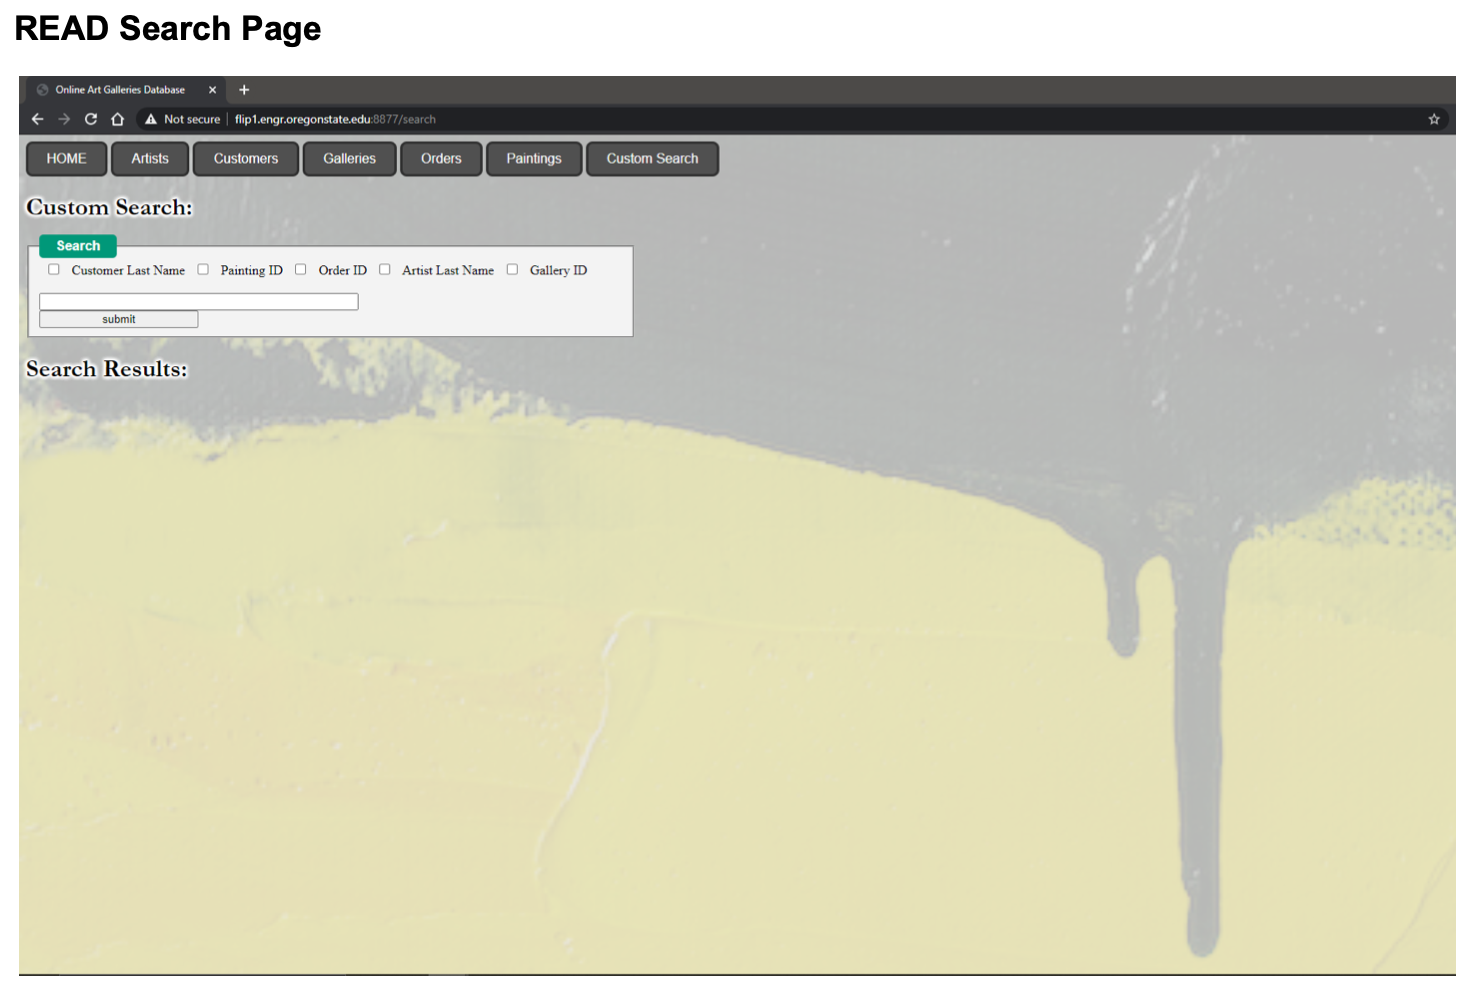 READ Search Page
Online Art Galleries Database
Not secure | flip1.engr.oregonstate.edu:8877/search
HOME Artists Customers Galleries Orders Paintings Custom Search
Custom Search:
Search
Customer Last Name Painting ID Order ID Artist Last Name Gallery ID
submit
Search Results: